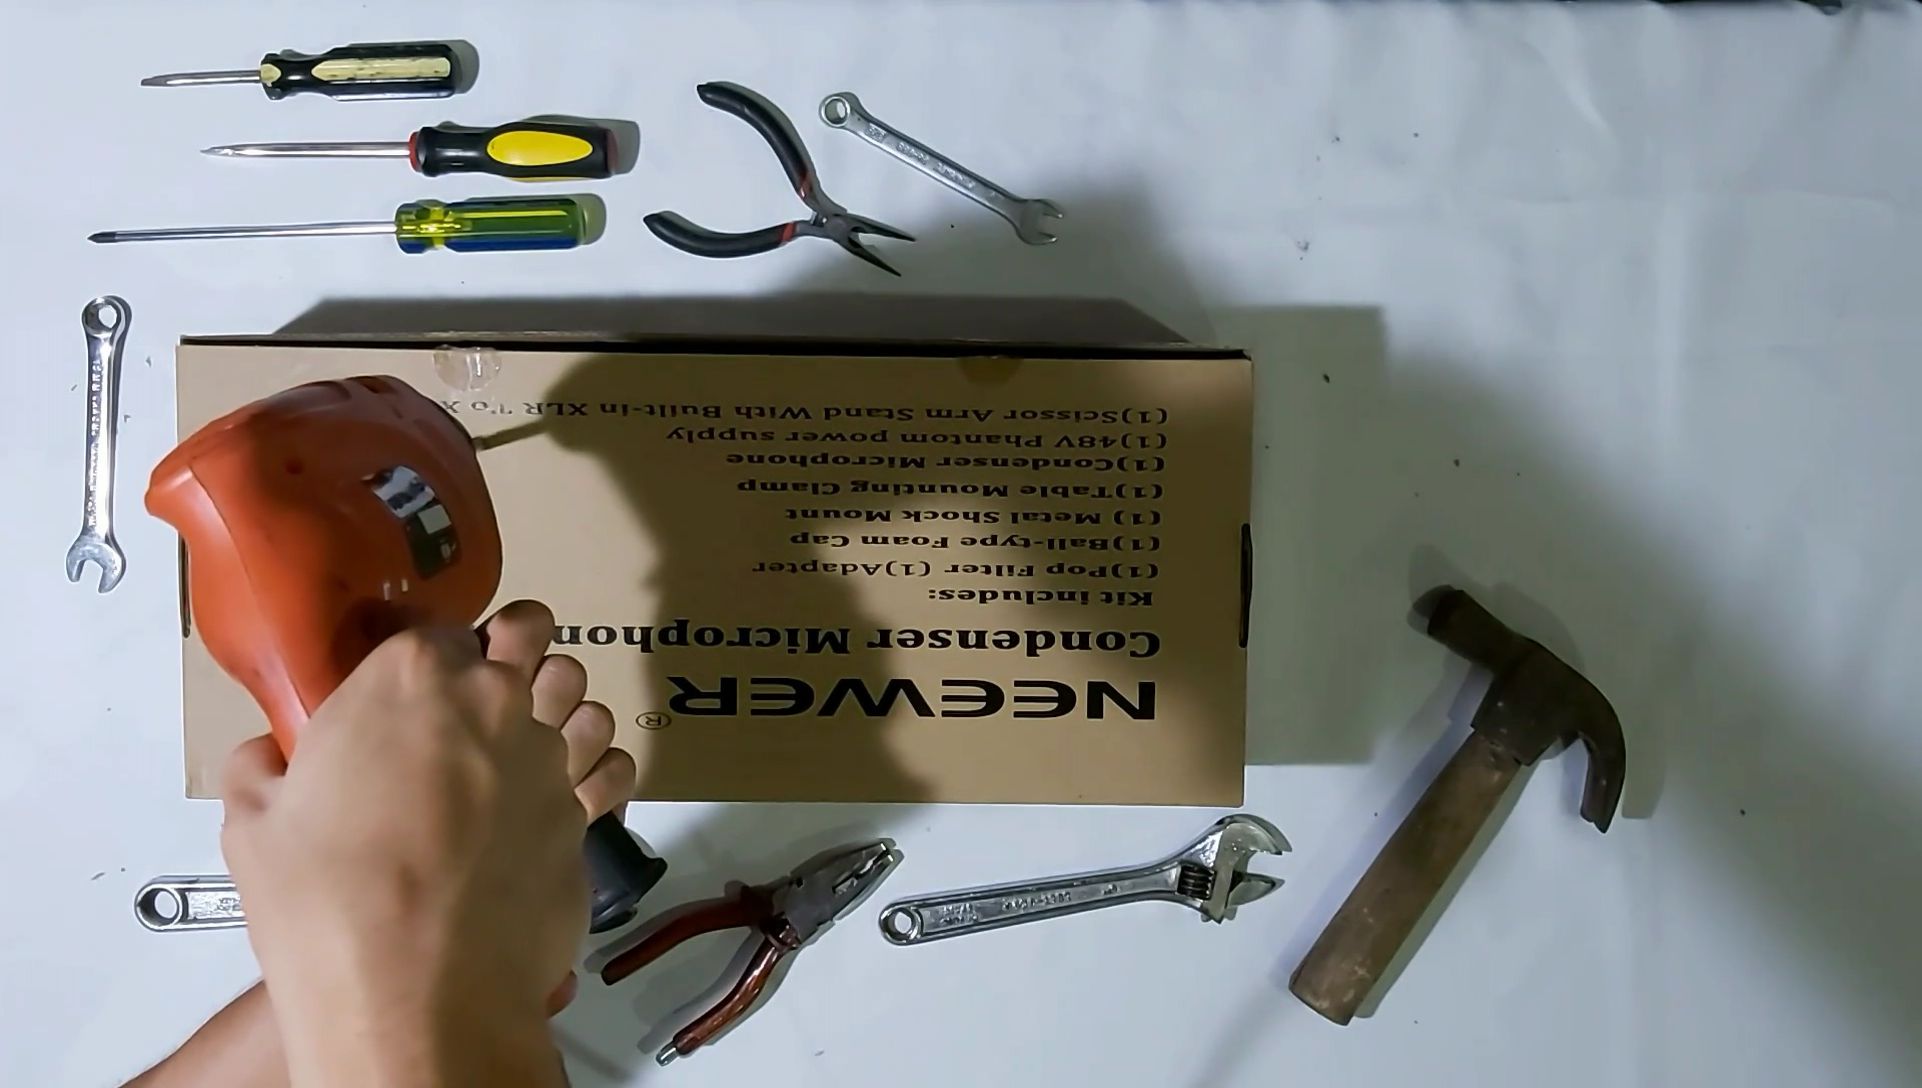 NEEWER®
Condenser Microphon
Kit includes:
(1)Pop Filter (1)Adapter
(1)Ball-type Foam Cap
(1) Metal Shock Mount
(1)Table Mounting Clamp
(1)Condenser Microphone
(1)48V Phantom power supply
(1)Scissor Arm Stand With Built-in XLR To X